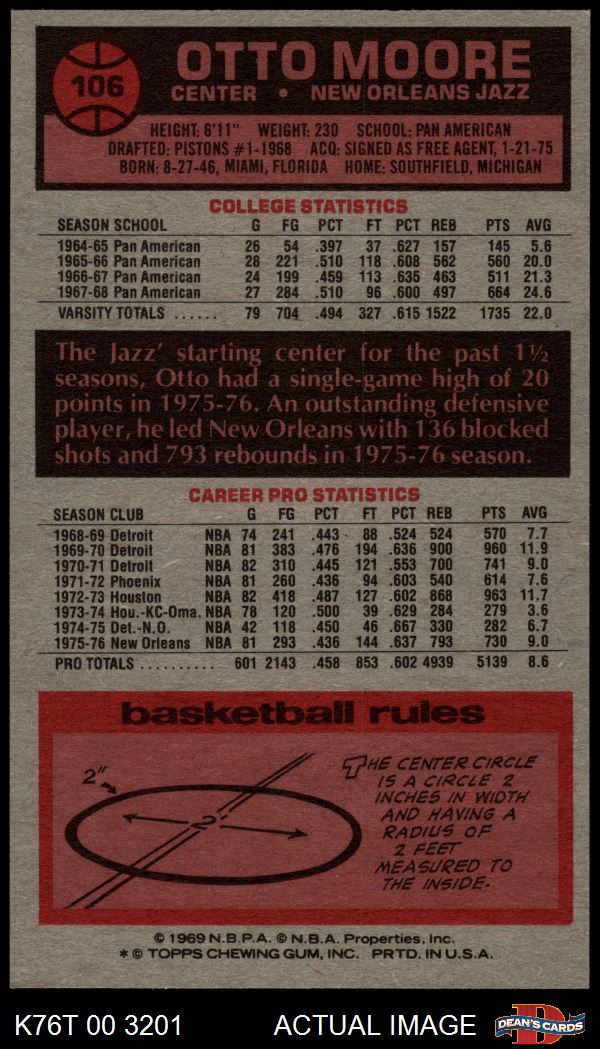 106
OTTO MOORE
CENTER • NEW ORLEANS JAZZ
HEIGHT: 6'11" WEIGHT: 230 SCHOOL: PAN AMERICAN
DRAFTED: PISTONS #1-1968 ACQ: SIGNED AS FREE AGENT, 1-21-75
BORN: 8-27-46, MIAMI, FLORIDA HOME: SOUTHFIELD, MICHIGAN
COLLEGE STATISTICS
SEASON SCHOOL G FG PCT FT PCT REB PTS AVG
1964-65 Pan American 26 54 .397 37 .627 157 145 5.6
1965-66 Pan American 28 221 .510 118 .608 562 560 20.0
1966-67 Pan American 24 199 .459 113 .635 463 511 21.3
1967-68 Pan American 27 284 .510 96 .600 497 664 24.6
VARSITY TOTALS ...... 79 704 .494 327 .615 1522 1735 22.0
The Jazz' starting center for the past 1½
seasons, Otto had a single-game high of 20
points in 1975-76. An outstanding defensive
player, he led New Orleans with 136 blocked
shots and 793 rebounds in 1975-76 season.
CAREER PRO STATISTICS
SEASON CLUB G FG PCT FT PCT REB PTS AVG
1968-69 Detroit NBA 74 241 .443 88 .524 524 570 7.7
1969-70 Detroit NBA 81 383 .476 194 .636 900 960 11.9
1970-71 Detroit NBA 82 310 .445 121 .553 700 741 9.0
1971-72 Phoenix NBA 81 260 .436 94 .603 540 614 7.6
1972-73 Houston NBA 82 418 .487 127 .602 868 963 11.7
1973-74 Hou.-KC-Oma. NBA 78 120 .500 39 .629 284 279 3.6
1974-75 Det.-N.O. NBA 42 118 .450 46 .667 330 282 6.7
1975-76 New Orleans NBA 81 293 .436 144 .637 793 730 9.0
PRO TOTALS .......... 601 2143 .458 853 .602 4939 5139 8.6
basketball rules
2"
2'
THE CENTER CIRCLE
IS A CIRCLE 2
INCHES IN WIDTH
AND HAVING A
RADIUS OF
2 FEET
MEASURED TO
THE INSIDE.
© 1969 N.B.P.A. © N.B.A. Properties, Inc.
* © TOPPS CHEWING GUM, INC. PRTD. IN U.S.A.
K76T 00 3201 ACTUAL IMAGE
D
DEAN'S CARDS